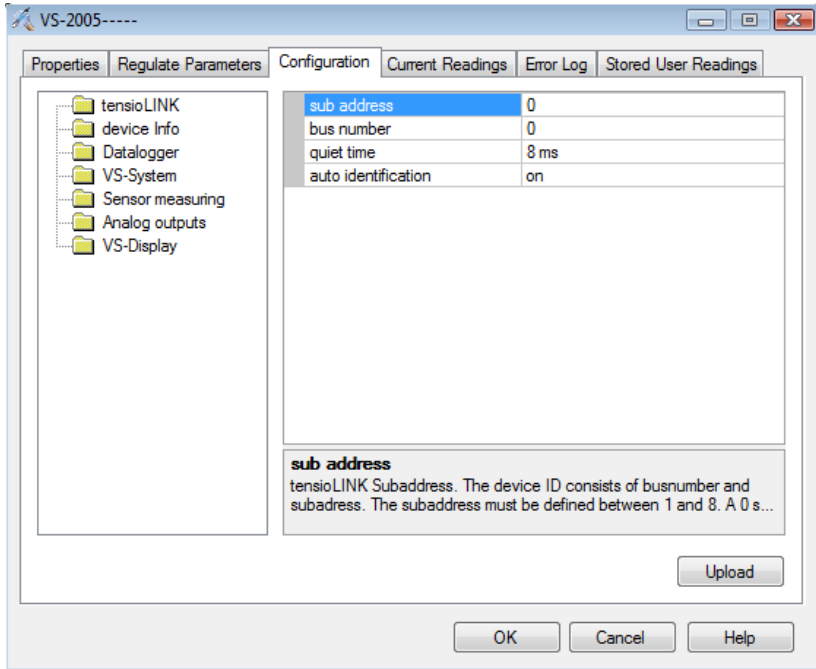 VS-2005-----
Properties Regulate Parameters Configuration Current Readings Error Log Stored User Readings
tensioLINK
device Info
Datalogger
VS-System
Sensor measuring
Analog outputs
VS-Display
sub address 0
bus number 0
quiet time 8 ms
auto identification on
sub address
tensioLINK Subaddress. The device ID consists of busnumber and
subadress. The subaddress must be defined between 1 and 8. A 0 s...
Upload
OK Cancel Help